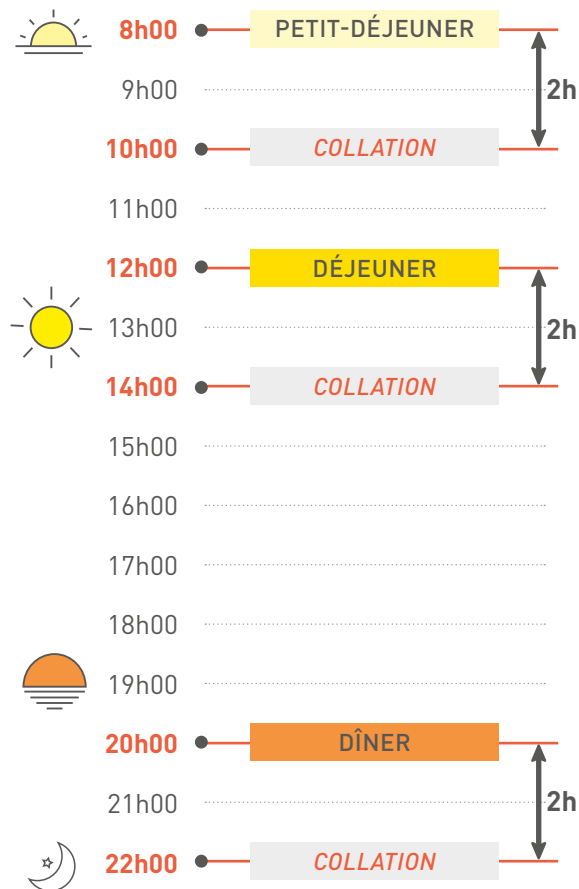 8h00 PETIT-DÉJEUNER
9h00 2h
10h00 COLLATION
11h00
12h00 DÉJEUNER
13h00 2h
14h00 COLLATION
15h00
16h00
17h00
18h00
19h00
20h00 DÎNER
21h00 2h
22h00 COLLATION